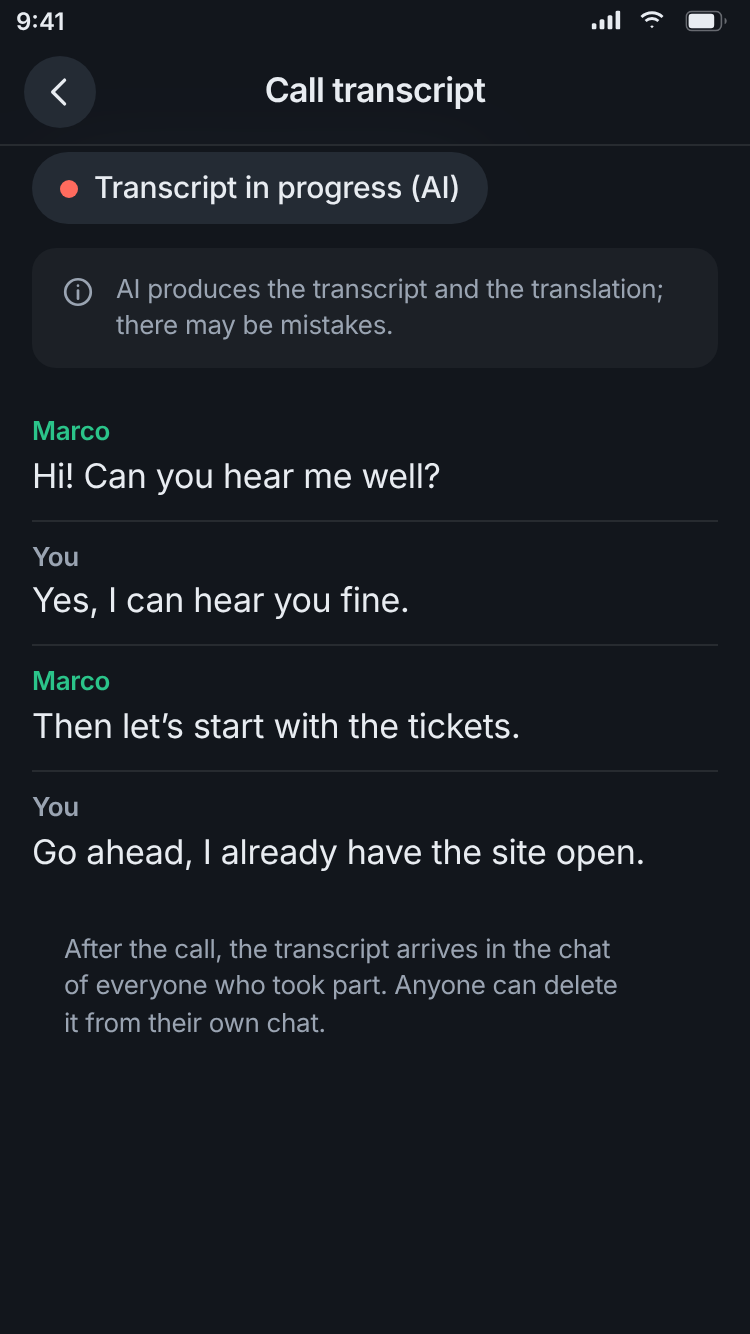 9:41
Call transcript
Transcript in progress (AI)
AI produces the transcript and the translation;
there may be mistakes.
Marco
Hi! Can you hear me well?
You
Yes, I can hear you fine.
Marco
Then let’s start with the tickets.
You
Go ahead, I already have the site open.
After the call, the transcript arrives in the chat
of everyone who took part. Anyone can delete
it from their own chat.